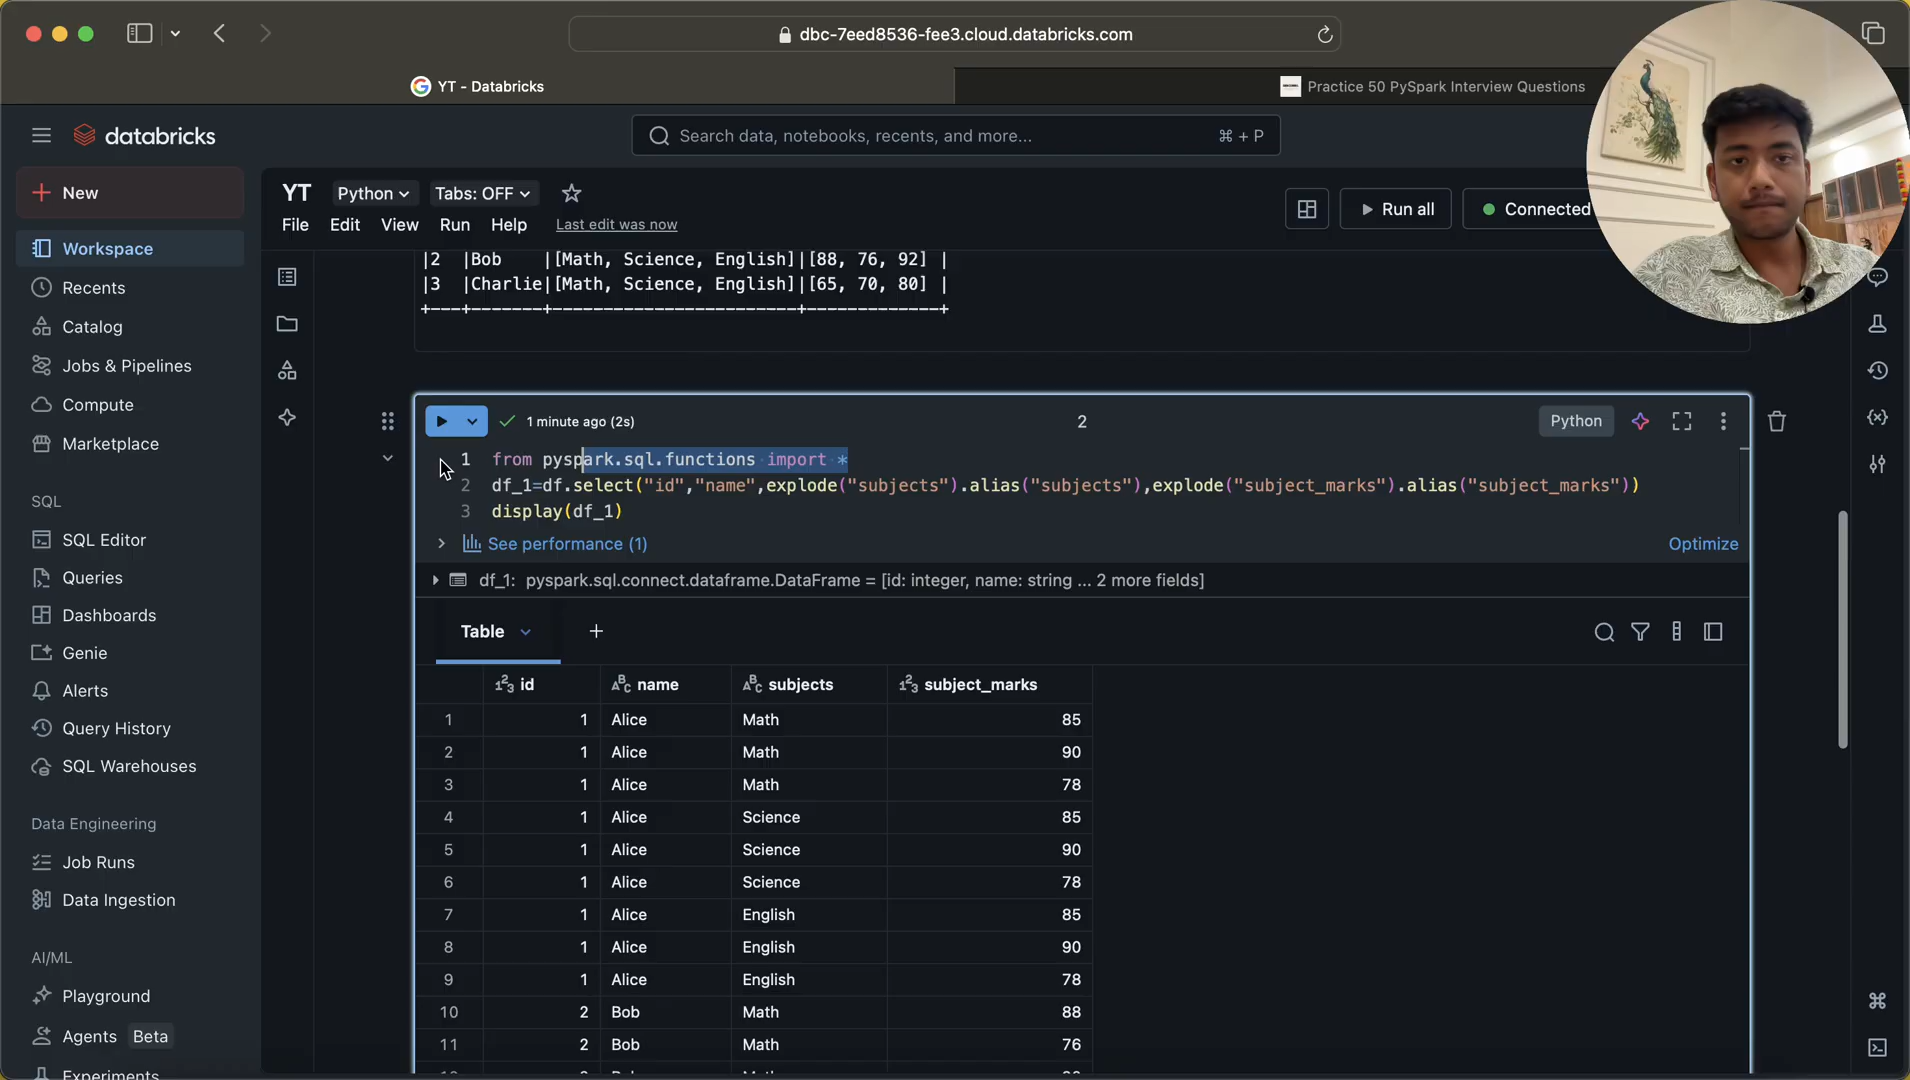 dbc-7eed8536-fee3.cloud.databricks.com
YT - Databricks
Practice 50 PySpark Interview Questions
databricks
Search data, notebooks, recents, and more...
⌘ + P
New
Workspace
Recents
Catalog
Jobs & Pipelines
Compute
Marketplace
SQL
SQL Editor
Queries
Dashboards
Genie
Alerts
Query History
SQL Warehouses
Data Engineering
Job Runs
Data Ingestion
AI/ML
Playground
Agents Beta
Experiments
YT Python Tabs: OFF
File Edit View Run Help Last edit was now
Run all
Connected
|2 |Bob |[Math, Science, English]|[88, 76, 92] |
|3 |Charlie|[Math, Science, English]|[65, 70, 80] |
+---+-------+------------------------+-------------+
1 minute ago (2s)
2
Python
1 from pyspark.sql.functions import *
2 df_1=df.select("id","name",explode("subjects").alias("subjects"),explode("subject_marks").alias("subject_marks"))
3 display(df_1)
See performance (1)
Optimize
df_1: pyspark.sql.connect.dataframe.DataFrame = [id: integer, name: string ... 2 more fields]
Table +
id name subjects subject_marks
1 1 Alice Math 85
2 1 Alice Math 90
3 1 Alice Math 78
4 1 Alice Science 85
5 1 Alice Science 90
6 1 Alice Science 78
7 1 Alice English 85
8 1 Alice English 90
9 1 Alice English 78
10 2 Bob Math 88
11 2 Bob Math 76